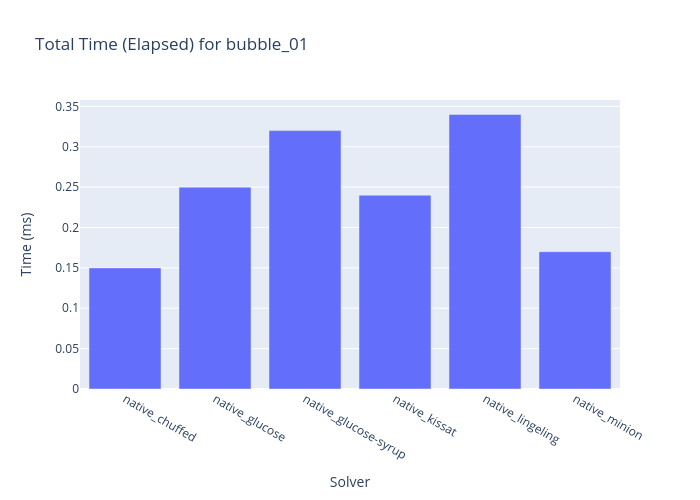 Total Time (Elapsed) for bubble_01
0.35
0.3
0.25
0.2
0.15
0.1
0.05
0
Time (ms)
native_chuffed
native_glucose
native_glucose-syrup
native_kissat
native_lingeling
native_minion
Solver